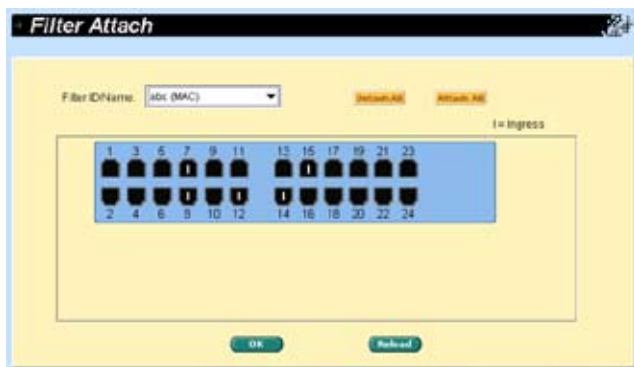 Filter Attach
Filter ID/Name: abc (MAC)
Detach All Attach All
I = Ingress
1 3 5 7 9 11 13 15 17 19 21 23
I I
I I I
2 4 6 8 10 12 14 16 18 20 22 24
OK Reload